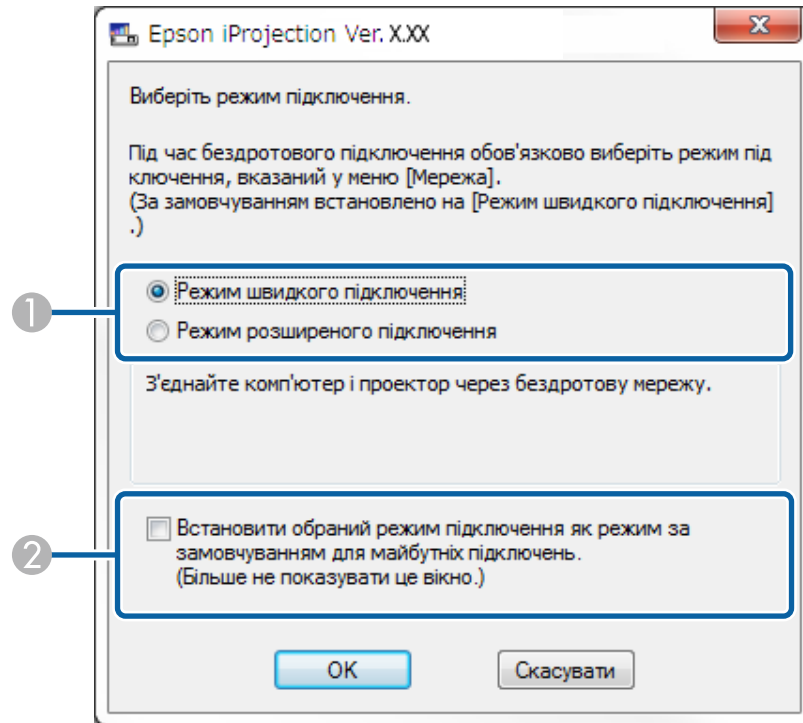 Epson iProjection Ver. X.XX
Виберіть режим підключення.
Під час бездротового підключення обов'язково виберіть режим під
ключення, вказаний у меню [Мережа].
(За замовчуванням встановлено на [Режим швидкого підключення]
.)
1
Режим швидкого підключення
Режим розширеного підключення
З'єднайте комп'ютер і проектор через бездротову мережу.
2
Встановити обраний режим підключення як режим за
замовчуванням для майбутніх підключень.
(Більше не показувати це вікно.)
OK
Скасувати